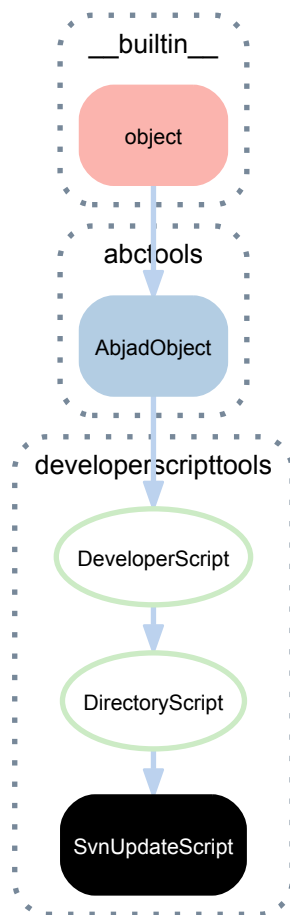 __builtin__
object
abctools
AbjadObject
developerscripttools
DeveloperScript
DirectoryScript
SvnUpdateScript